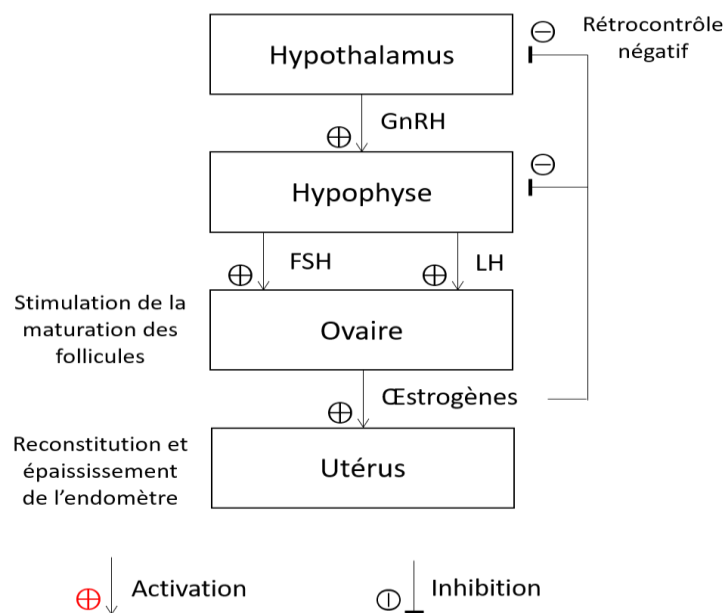 Hypothalamus
Rétrocontrôle
négatif
GnRH
Hypophyse
FSH
LH
Stimulation de la
maturation des
follicules
Ovaire
Œstrogènes
Reconstitution et
épaississement
de l’endomètre
Utérus
Activation
Inhibition